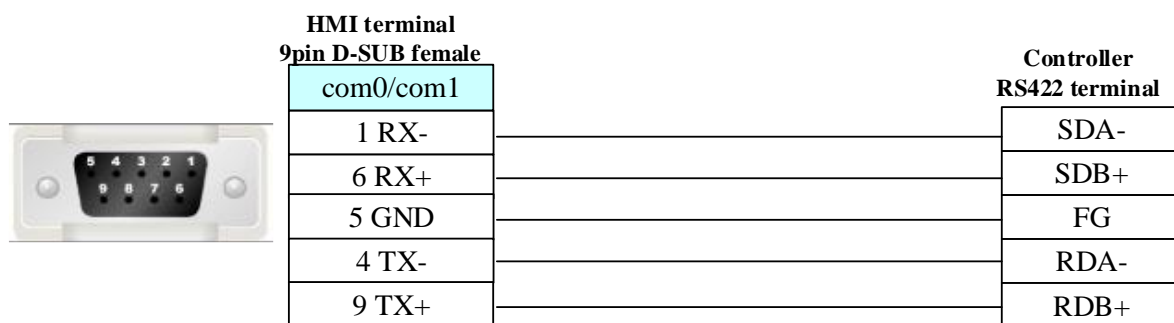 HMI terminal
9pin D-SUB female
com0/com1
1 RX-
6 RX+
5 GND
4 TX-
9 TX+
Controller
RS422 terminal
SDA-
SDB+
FG
RDA-
RDB+
5 4 3 2 1
9 8 7 6